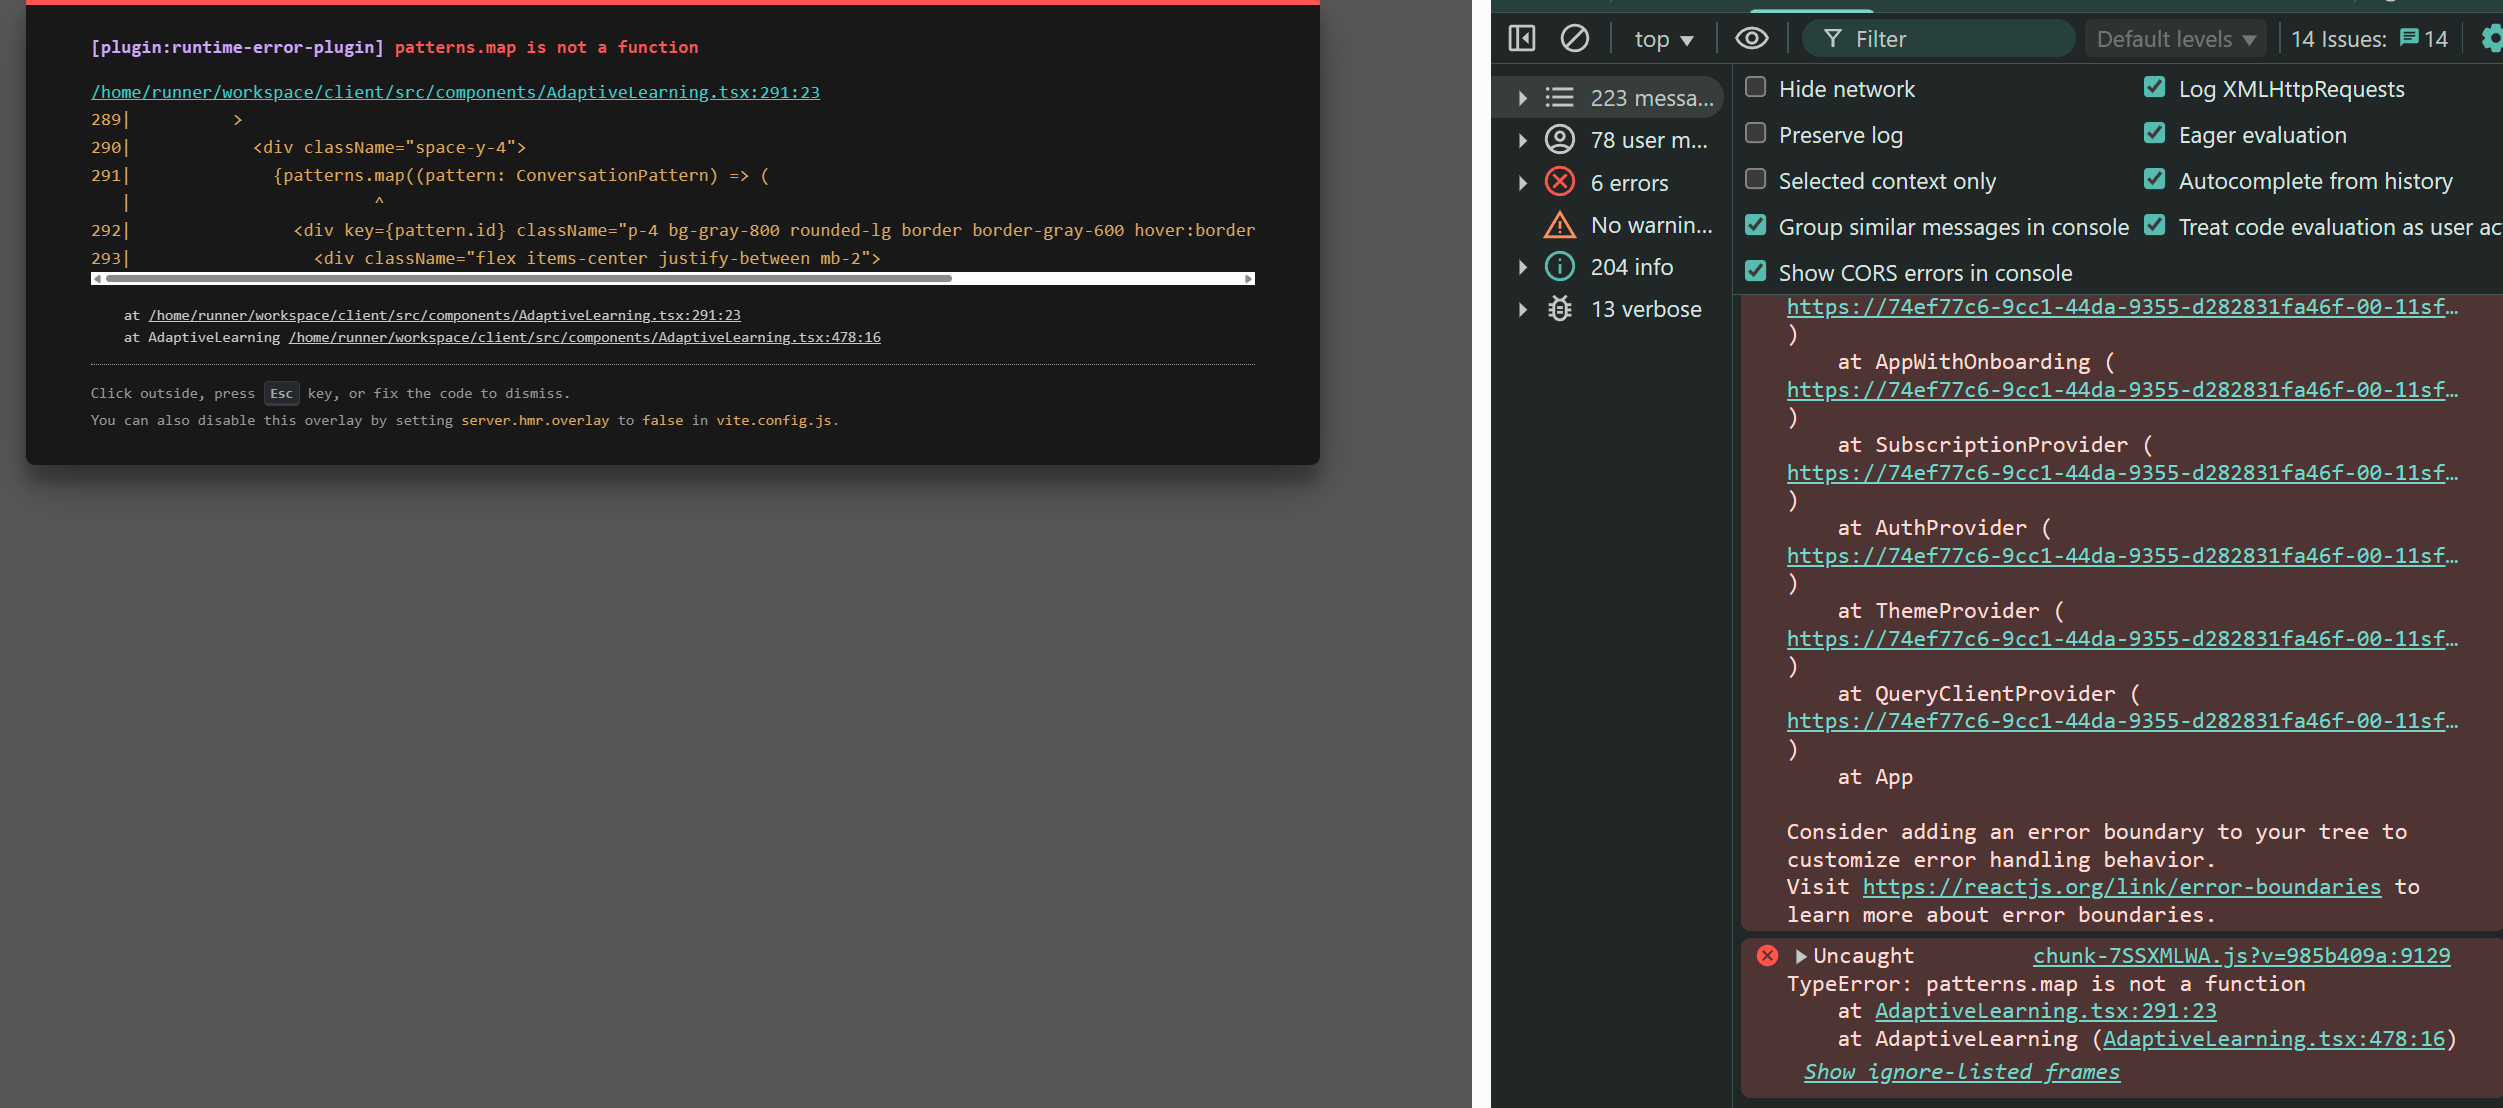 [plugin:runtime-error-plugin] patterns.map is not a function
/home/runner/workspace/client/src/components/AdaptiveLearning.tsx:291:23
289|          >
290|            <div className="space-y-4">
291|              {patterns.map((pattern: ConversationPattern) => (
   |                        ^
292|                <div key={pattern.id} className="p-4 bg-gray-800 rounded-lg border border-gray-600 hover:border
293|                  <div className="flex items-center justify-between mb-2">
at /home/runner/workspace/client/src/components/AdaptiveLearning.tsx:291:23
at AdaptiveLearning /home/runner/workspace/client/src/components/AdaptiveLearning.tsx:478:16
Click outside, press Esc key, or fix the code to dismiss.
You can also disable this overlay by setting server.hmr.overlay to false in vite.config.js.
top ▼ Filter Default levels ▼ 14 Issues: 14
223 messa...
78 user m...
6 errors
No warnin...
204 info
13 verbose
Hide network
Log XMLHttpRequests
Preserve log
Eager evaluation
Selected context only
Autocomplete from history
Group similar messages in console
Treat code evaluation as user ac
Show CORS errors in console
https://74ef77c6-9cc1-44da-9355-d282831fa46f-00-11sf…
)
at AppWithOnboarding (
https://74ef77c6-9cc1-44da-9355-d282831fa46f-00-11sf…
)
at SubscriptionProvider (
https://74ef77c6-9cc1-44da-9355-d282831fa46f-00-11sf…
)
at AuthProvider (
https://74ef77c6-9cc1-44da-9355-d282831fa46f-00-11sf…
)
at ThemeProvider (
https://74ef77c6-9cc1-44da-9355-d282831fa46f-00-11sf…
)
at QueryClientProvider (
https://74ef77c6-9cc1-44da-9355-d282831fa46f-00-11sf…
)
at App
Consider adding an error boundary to your tree to
customize error handling behavior.
Visit https://reactjs.org/link/error-boundaries to
learn more about error boundaries.
Uncaught chunk-7SSXMLWA.js?v=985b409a:9129
TypeError: patterns.map is not a function
at AdaptiveLearning.tsx:291:23
at AdaptiveLearning (AdaptiveLearning.tsx:478:16)
Show ignore-listed frames